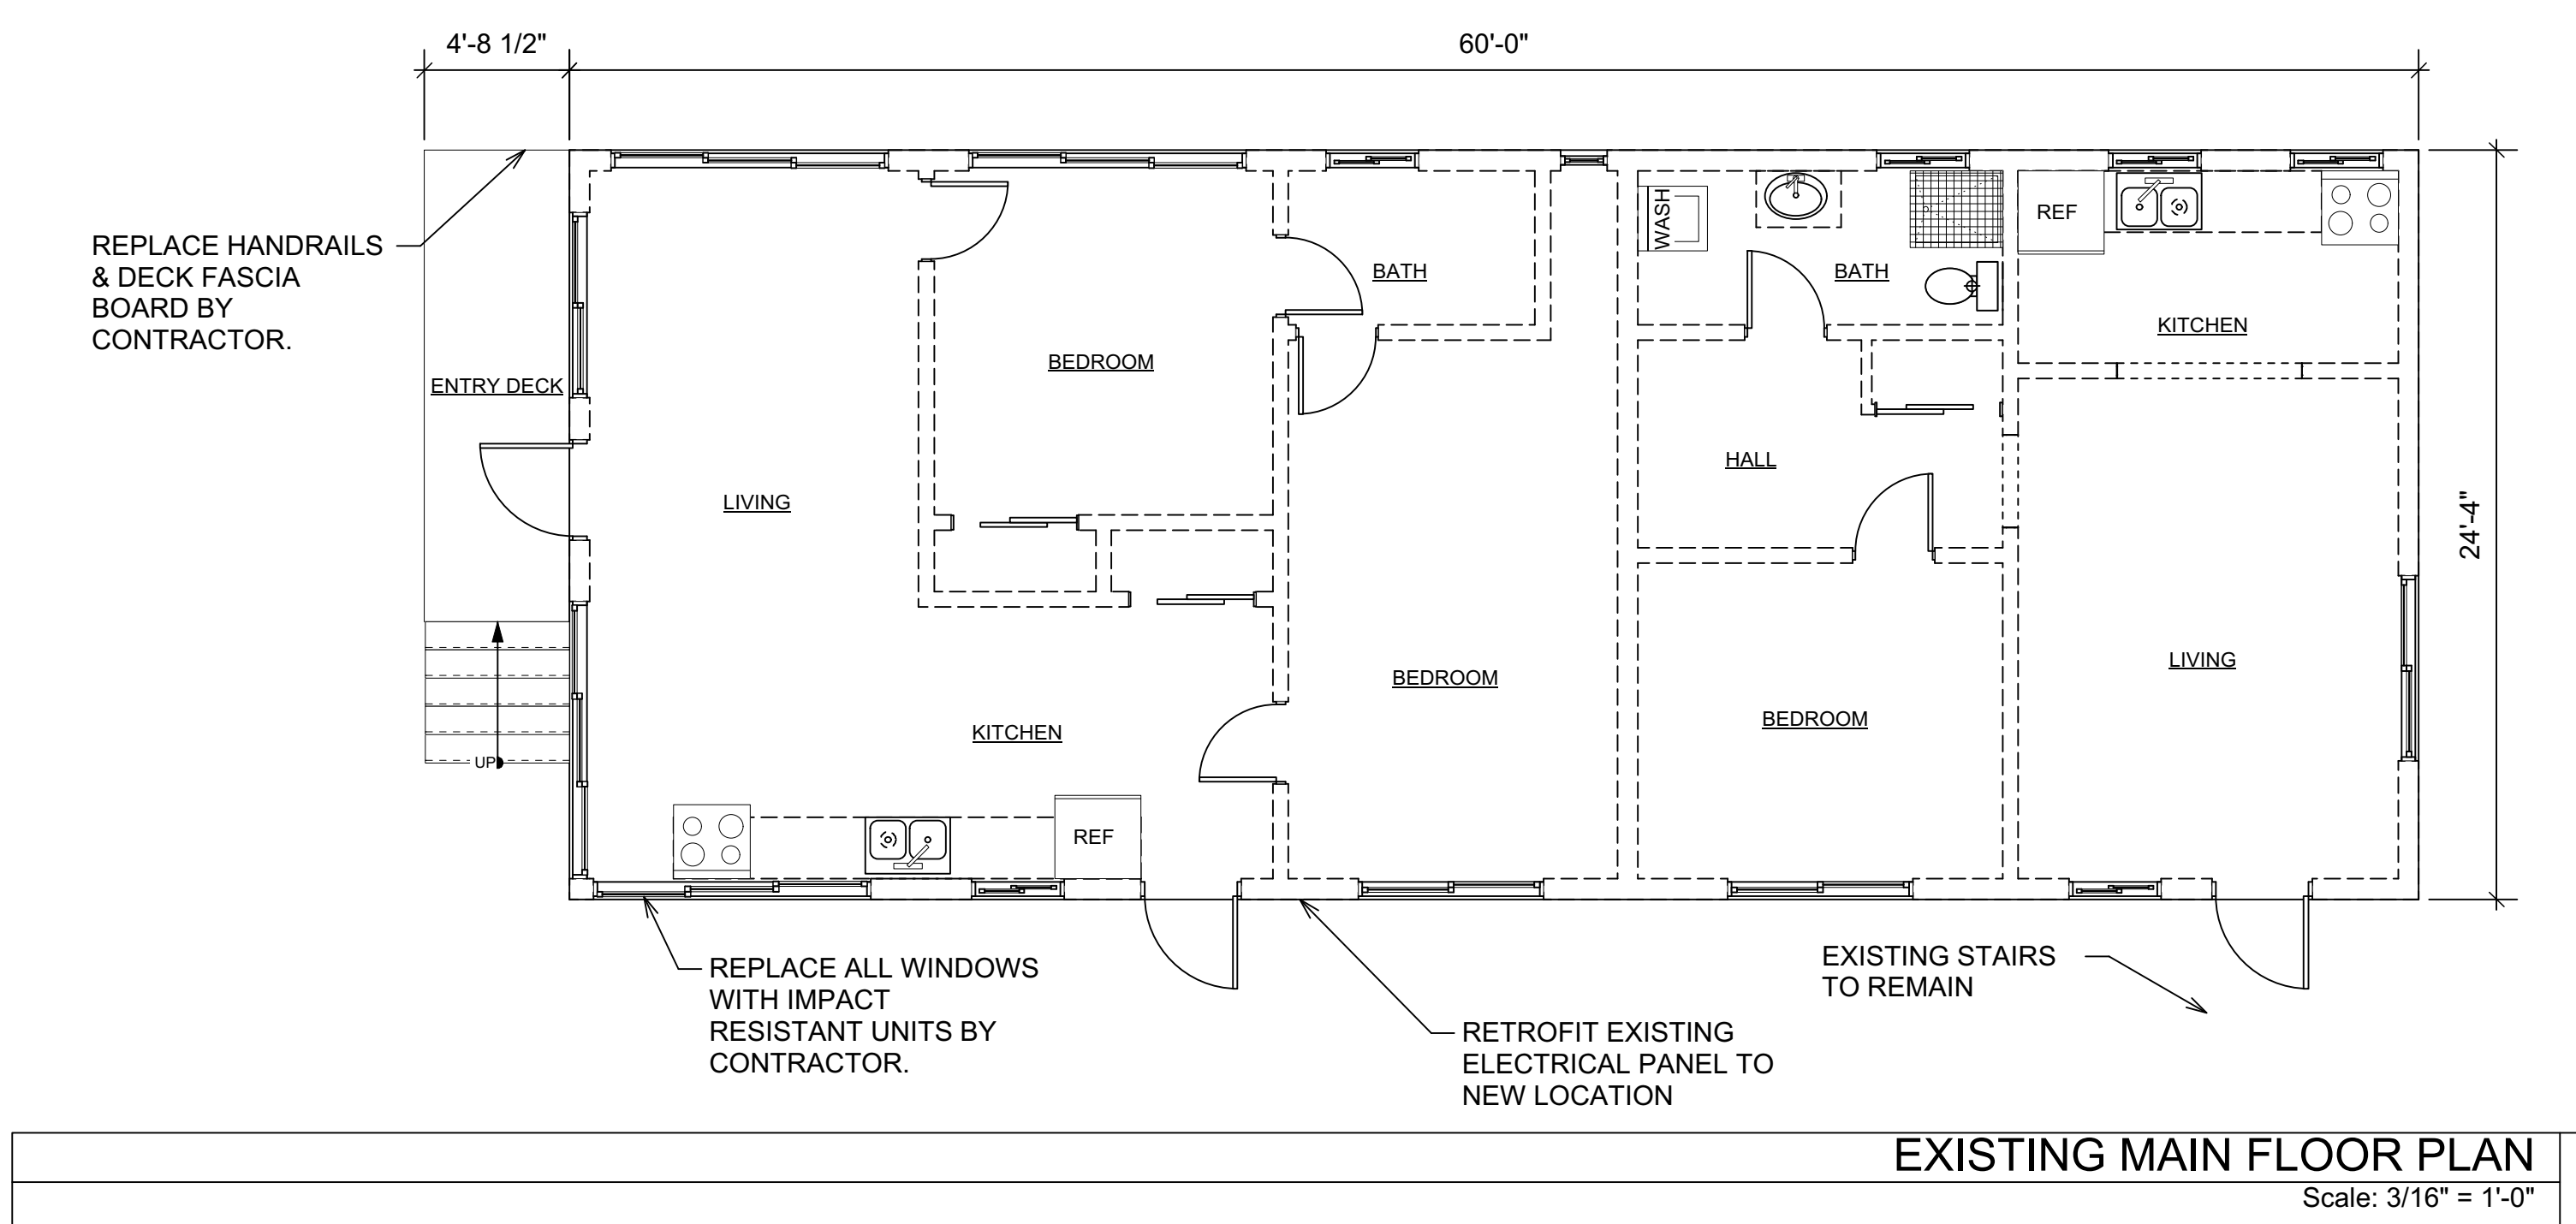 4'-8 1/2"
60'-0"
REPLACE HANDRAILS
& DECK FASCIA
BOARD BY
CONTRACTOR.
ENTRY DECK
UP
LIVING
BEDROOM
KITCHEN
REF
BATH
BEDROOM
WASH
BATH
HALL
BEDROOM
REF
KITCHEN
LIVING
24'-4"
REPLACE ALL WINDOWS
WITH IMPACT
RESISTANT UNITS BY
CONTRACTOR.
RETROFIT EXISTING
ELECTRICAL PANEL TO
NEW LOCATION
EXISTING STAIRS
TO REMAIN
EXISTING MAIN FLOOR PLAN
Scale: 3/16" = 1'-0"